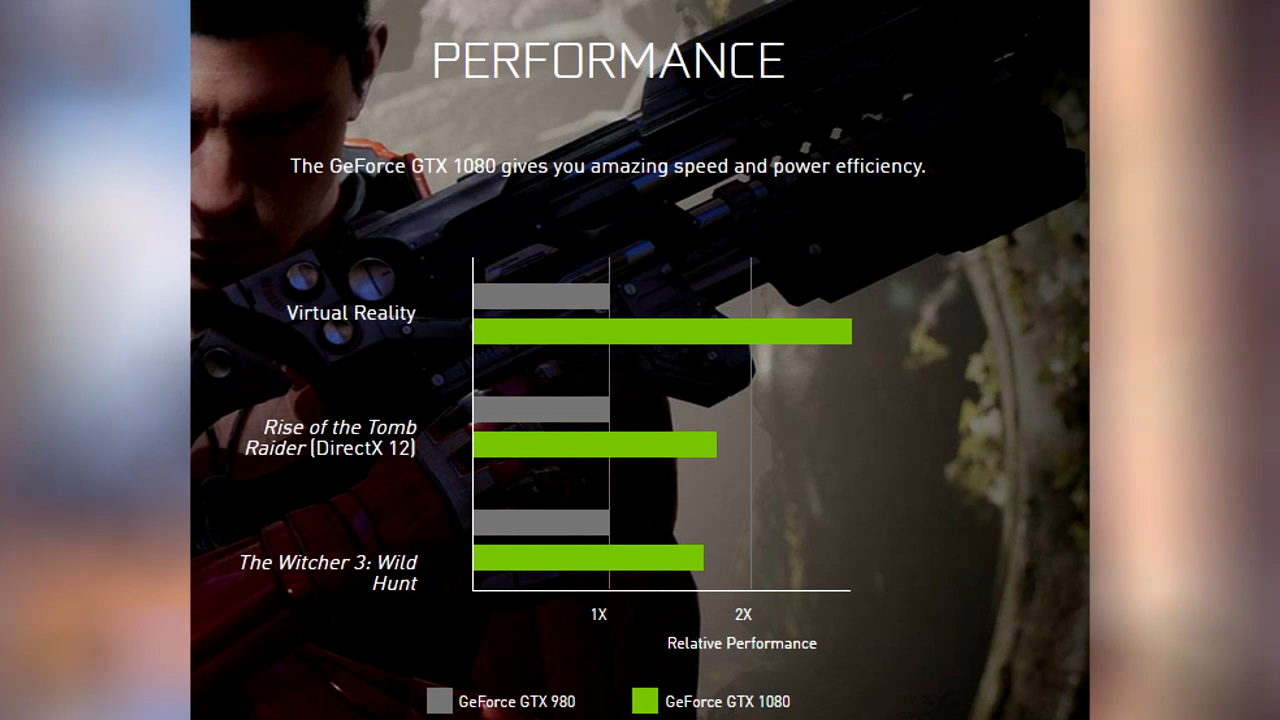 PERFORMANCE
The GeForce GTX 1080 gives you amazing speed and power efficiency.
Virtual Reality
Rise of the Tomb
Raider (DirectX 12)
The Witcher 3: Wild
Hunt
1X 2X
Relative Performance
GeForce GTX 980 GeForce GTX 1080